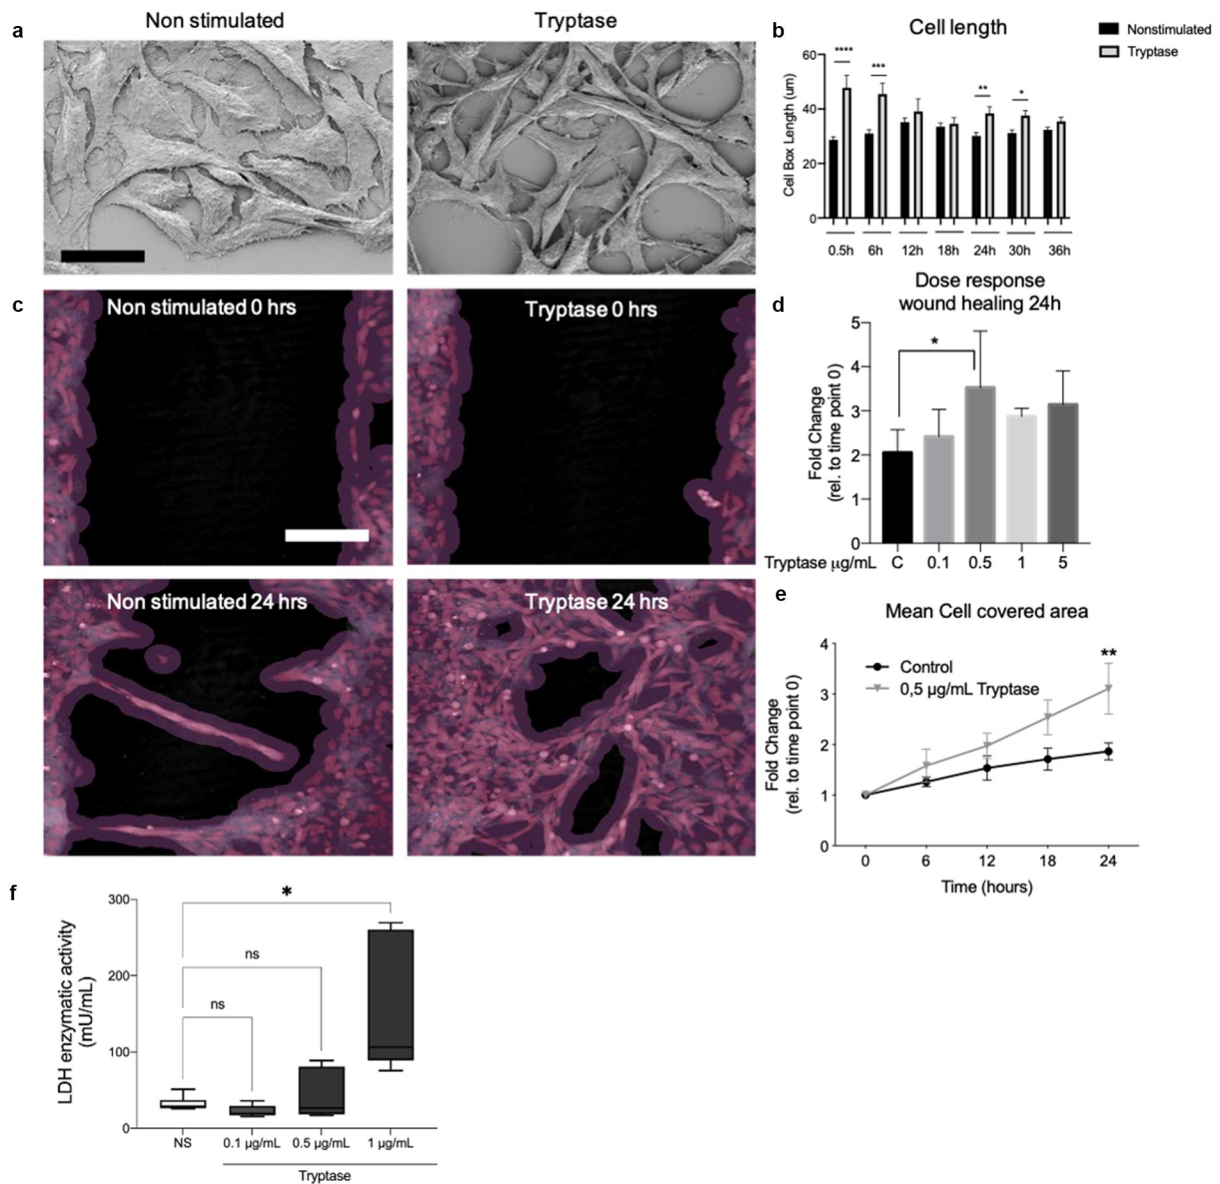 a
Non stimulated
Tryptase
b
Cell length
Nonstimulated
Tryptase
Cell Box Length (um)
60
40
20
0
****
***
**
*
0.5h 6h 12h 18h 24h 30h 36h
c
Non stimulated 0 hrs
Tryptase 0 hrs
Non stimulated 24 hrs
Tryptase 24 hrs
d
Dose response
wound healing 24h
Fold Change
(rel. to time point 0)
5
4
3
2
1
0
*
Tryptase μg/mL C 0.1 0.5 1 5
e
Mean Cell covered area
Control
0,5 μg/mL Tryptase
**
Fold Change
(rel. to time point 0)
4
3
2
1
0
0 6 12 18 24
Time (hours)
f
LDH enzymatic activity
(mU/mL)
300
200
100
0
*
ns
ns
NS 0.1 μg/mL 0.5 μg/mL 1 μg/mL
Tryptase